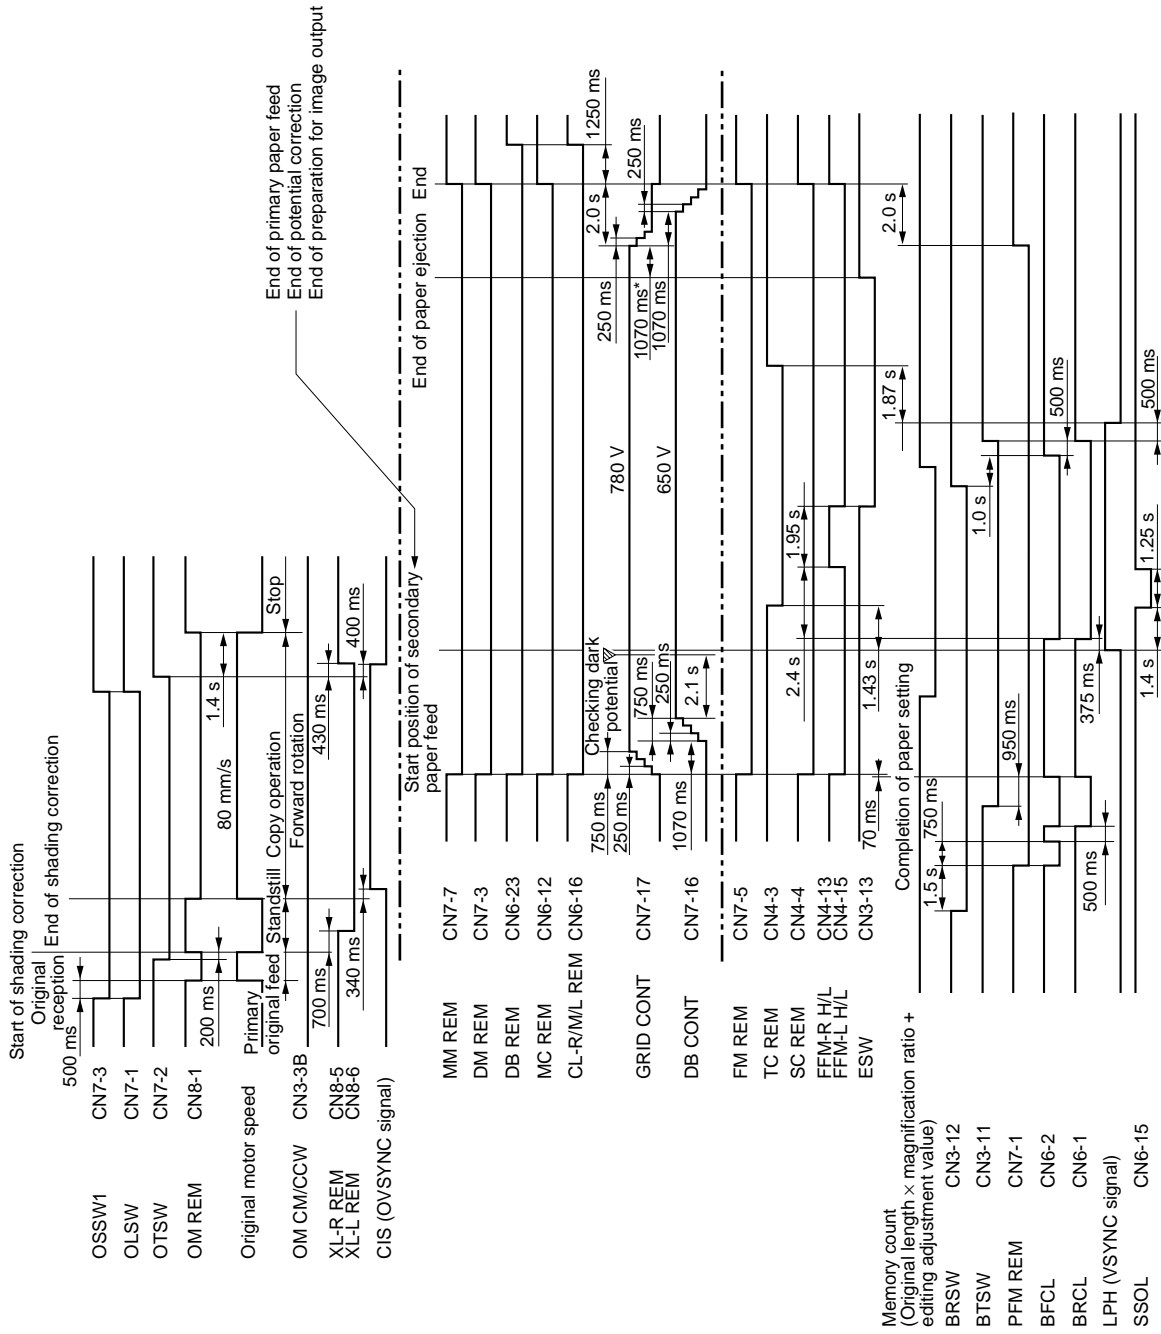 Start of shading correction
Original
reception
End of shading correction
500 ms
OSSW1 CN7-3
OLSW CN7-1
OTSW CN7-2
200 ms
1.4 s
OM REM CN8-1
Original motor speed
80 mm/s
Primary
original feed
Standstill
Copy operation
Stop
OM CM/CCW CN3-3B
Forward rotation
700 ms
430 ms
XL-R REM CN8-5
XL-L REM CN8-6
340 ms
400 ms
CIS (OVSYNC signal)
End of primary paper feed
End of potential correction
End of preparation for image output
Start position of secondary
paper feed
End of paper ejection
End
MM REM CN7-7
DM REM CN7-3
DB REM CN6-23
MC REM CN6-12
CL-R/M/L REM CN6-16
Checking dark
potential
2.0 s
1250 ms
750 ms
250 ms
250 ms
GRID CONT CN7-17
780 V
750 ms
250 ms
1070 ms*
250 ms
1070 ms
1070 ms
DB CONT CN7-16
2.1 s
650 V
FM REM CN7-5
TC REM CN4-3
SC REM CN4-4
2.4 s
1.95 s
FFM-R H/L CN4-13
FFM-L H/L CN4-15
ESW CN3-13
70 ms
1.43 s
1.87 s
2.0 s
Completion of paper setting
Memory count
(Original length × magnification ratio +
editing adjustment value)
1.5 s
750 ms
BRSW CN3-12
BTSW CN3-11
950 ms
1.0 s
PFM REM CN7-1
BFCL CN6-2
500 ms
BRCL CN6-1
500 ms
375 ms
LPH (VSYNC signal)
SSOL CN6-15
1.4 s
1.25 s
500 ms